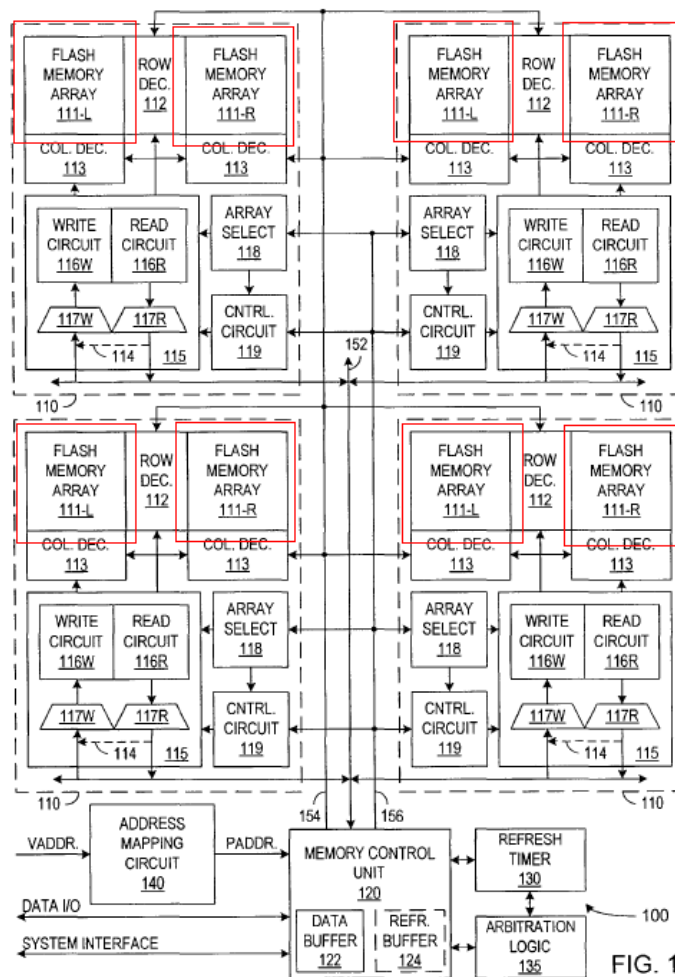 FLASH
MEMORY
ARRAY
111-L
ROW
DEC.
112
FLASH
MEMORY
ARRAY
111-R
COL. DEC.
113
COL. DEC.
113
WRITE
CIRCUIT
116W
READ
CIRCUIT
116R
ARRAY
SELECT
118
117W
117R
CNTRL.
CIRCUIT
119
114
115
110
FLASH
MEMORY
ARRAY
111-L
ROW
DEC.
112
FLASH
MEMORY
ARRAY
111-R
COL. DEC.
113
COL. DEC.
113
ARRAY
SELECT
118
WRITE
CIRCUIT
116W
READ
CIRCUIT
116R
CNTRL.
CIRCUIT
119
117W
117R
114
115
110
152
FLASH
MEMORY
ARRAY
111-L
ROW
DEC.
112
FLASH
MEMORY
ARRAY
111-R
COL. DEC.
113
COL. DEC.
113
WRITE
CIRCUIT
116W
READ
CIRCUIT
116R
ARRAY
SELECT
118
117W
117R
CNTRL.
CIRCUIT
119
114
115
110
FLASH
MEMORY
ARRAY
111-L
ROW
DEC.
112
FLASH
MEMORY
ARRAY
111-R
COL. DEC.
113
COL. DEC.
113
ARRAY
SELECT
118
WRITE
CIRCUIT
116W
READ
CIRCUIT
116R
CNTRL.
CIRCUIT
119
117W
117R
114
115
110
154
156
VADDR.
ADDRESS
MAPPING
CIRCUIT
140
PADDR.
MEMORY CONTROL
UNIT
120
REFRESH
TIMER
130
DATA I/O
DATA
BUFFER
122
REFR.
BUFFER
124
100
SYSTEM INTERFACE
ARBITRATION
LOGIC
135
FIG. 1